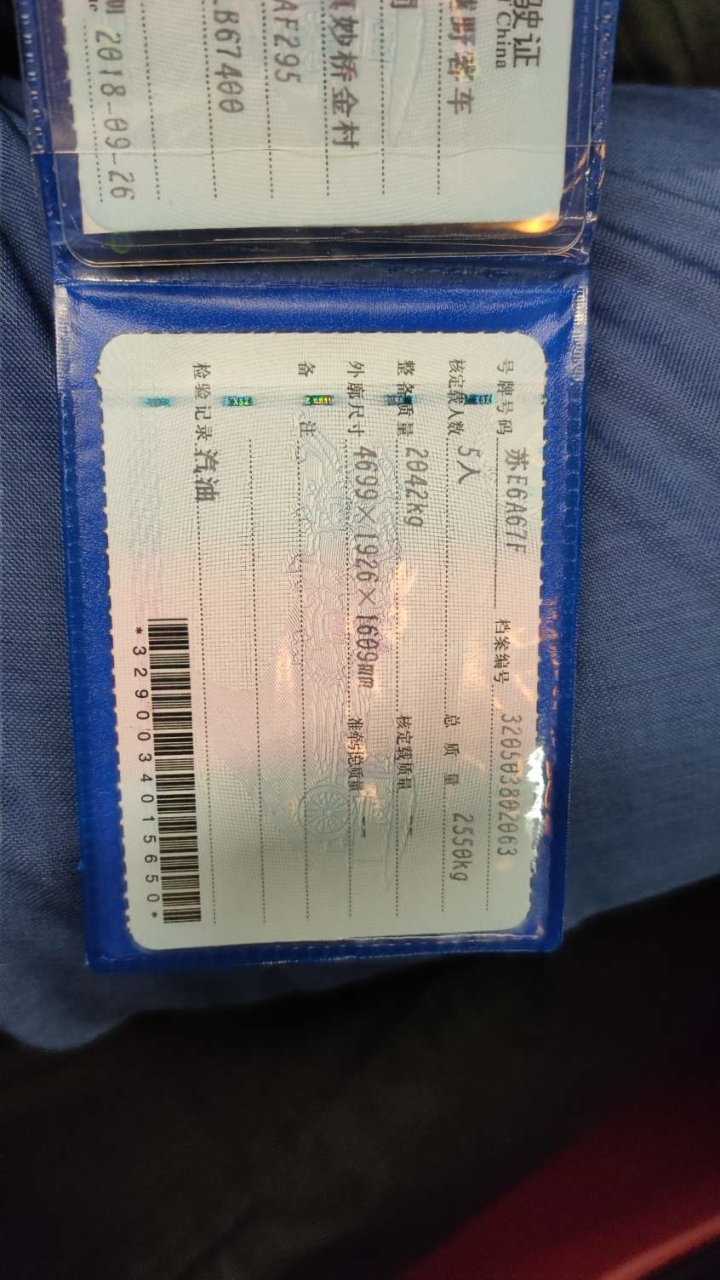 驶证
China
野客车
妙桥金村
AF295
B67400
2018-09-26
号牌号码 苏E6A67F 档案编号 320503802063
核定载人数 5人 总质量 2550kg
整备质量 2042kg 核定载质量 --
外廓尺寸 4699×1926×1609mm 准牵引总质量 --
备注
检验记录 汽油
*3290034015650*